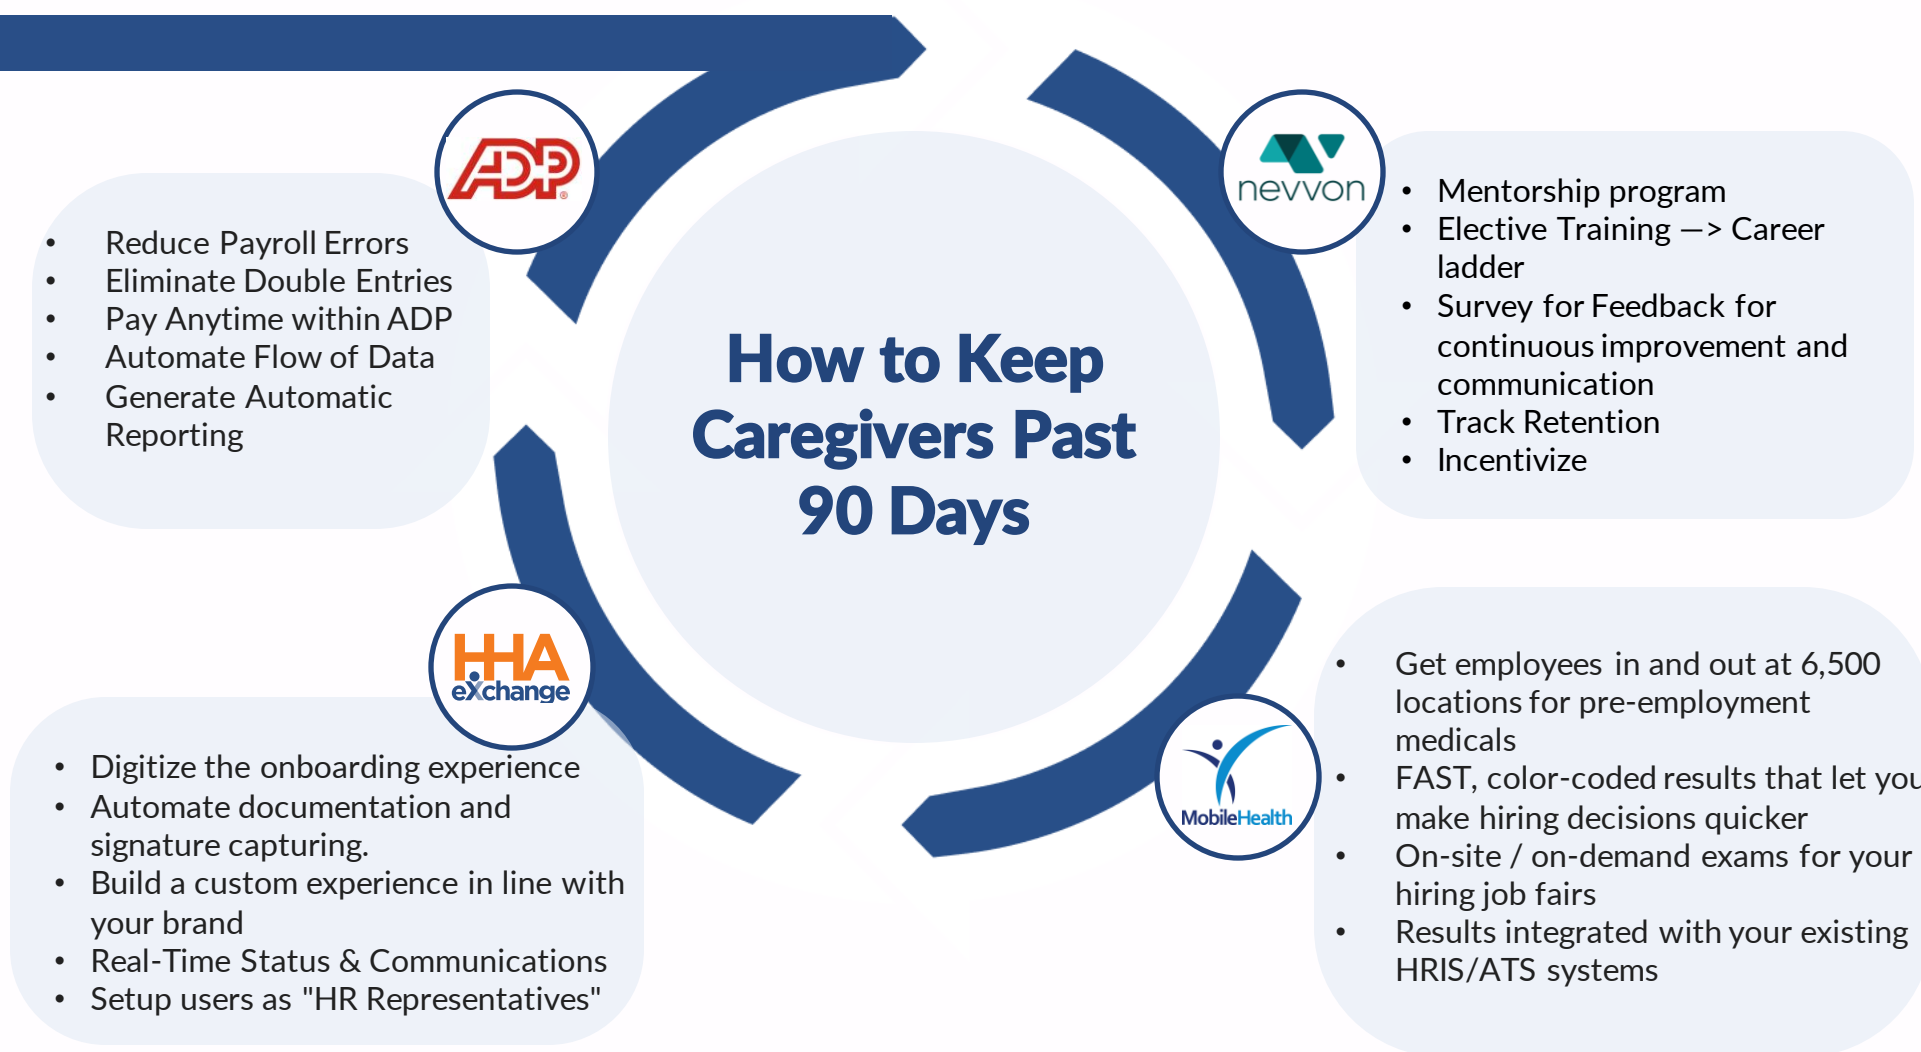 ADP®
• Reduce Payroll Errors
• Eliminate Double Entries
• Pay Anytime within ADP
• Automate Flow of Data
• Generate Automatic
Reporting
nevvon
• Mentorship program
• Elective Training —> Career
ladder
• Survey for Feedback for
continuous improvement and
communication
• Track Retention
• Incentivize
How to Keep
Caregivers Past
90 Days
HHA
eXchange
• Digitize the onboarding experience
• Automate documentation and
signature capturing.
• Build a custom experience in line with
your brand
• Real-Time Status & Communications
• Setup users as "HR Representatives"
MobileHealth
• Get employees in and out at 6,500
locations for pre-employment
medicals
• FAST, color-coded results that let you
make hiring decisions quicker
• On-site / on-demand exams for your
hiring job fairs
• Results integrated with your existing
HRIS/ATS systems